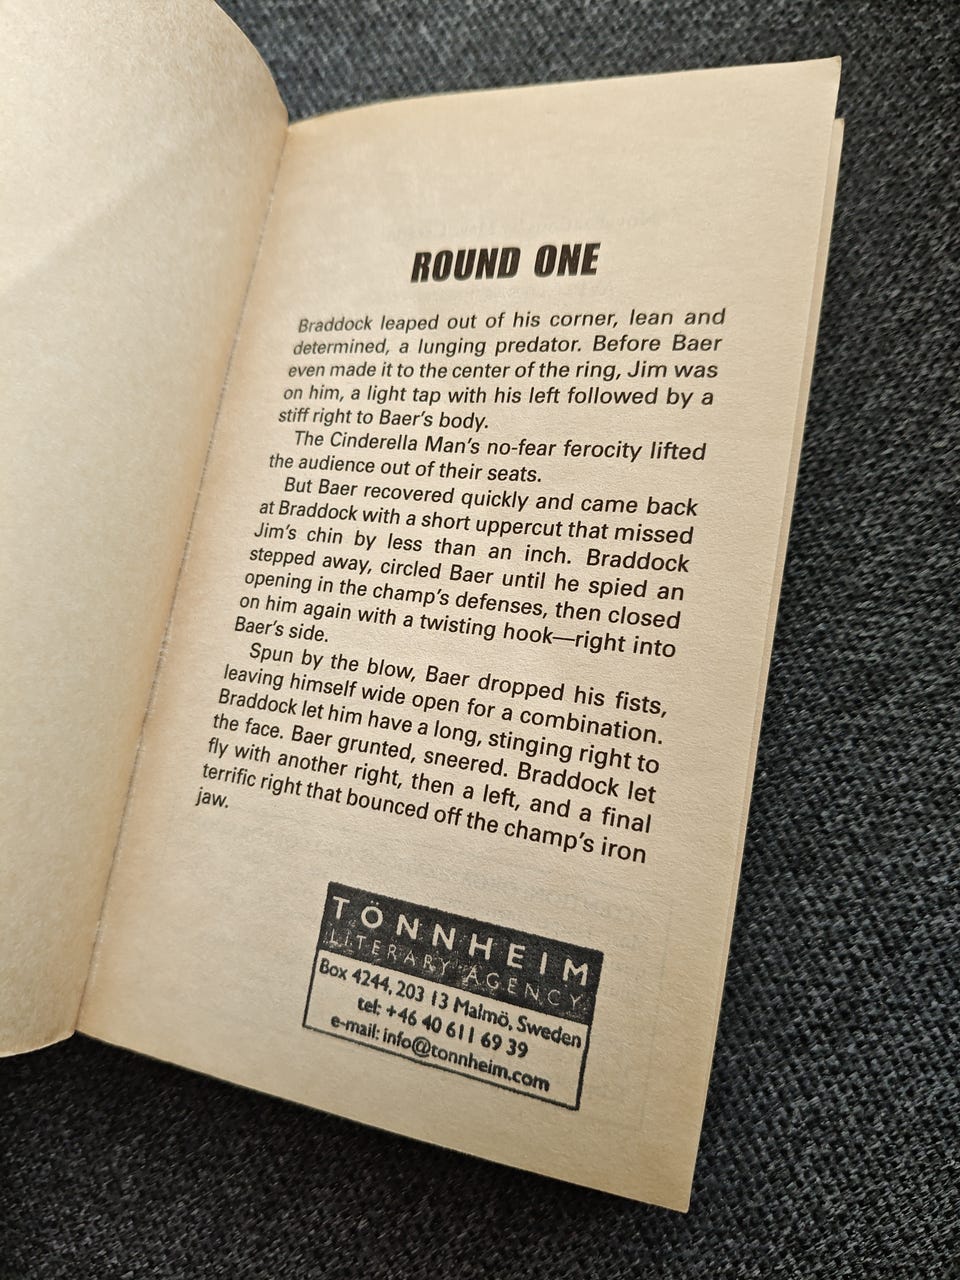 ROUND ONE
Braddock leaped out of his corner, lean and
determined, a lunging predator. Before Baer
even made it to the center of the ring, Jim was
on him, a light tap with his left followed by a
stiff right to Baer's body.
The Cinderella Man's no-fear ferocity lifted
the audience out of their seats.
But Baer recovered quickly and came back
at Braddock with a short uppercut that missed
Jim's chin by less than an inch. Braddock
stepped away, circled Baer until he spied an
opening in the champ's defenses, then closed
on him again with a twisting hook—right into
Baer's side.
Spun by the blow, Baer dropped his fists,
leaving himself wide open for a combination.
Braddock let him have a long, stinging right to
the face. Baer grunted, sneered. Braddock let
fly with another right, then a left, and a final
terrific right that bounced off the champ's iron
jaw.
TÖNNHEIM
LITERARY AGENCY
Box 4244, 203 13 Malmö, Sweden
tel: +46 40 611 69 39
e-mail: info@tonnheim.com